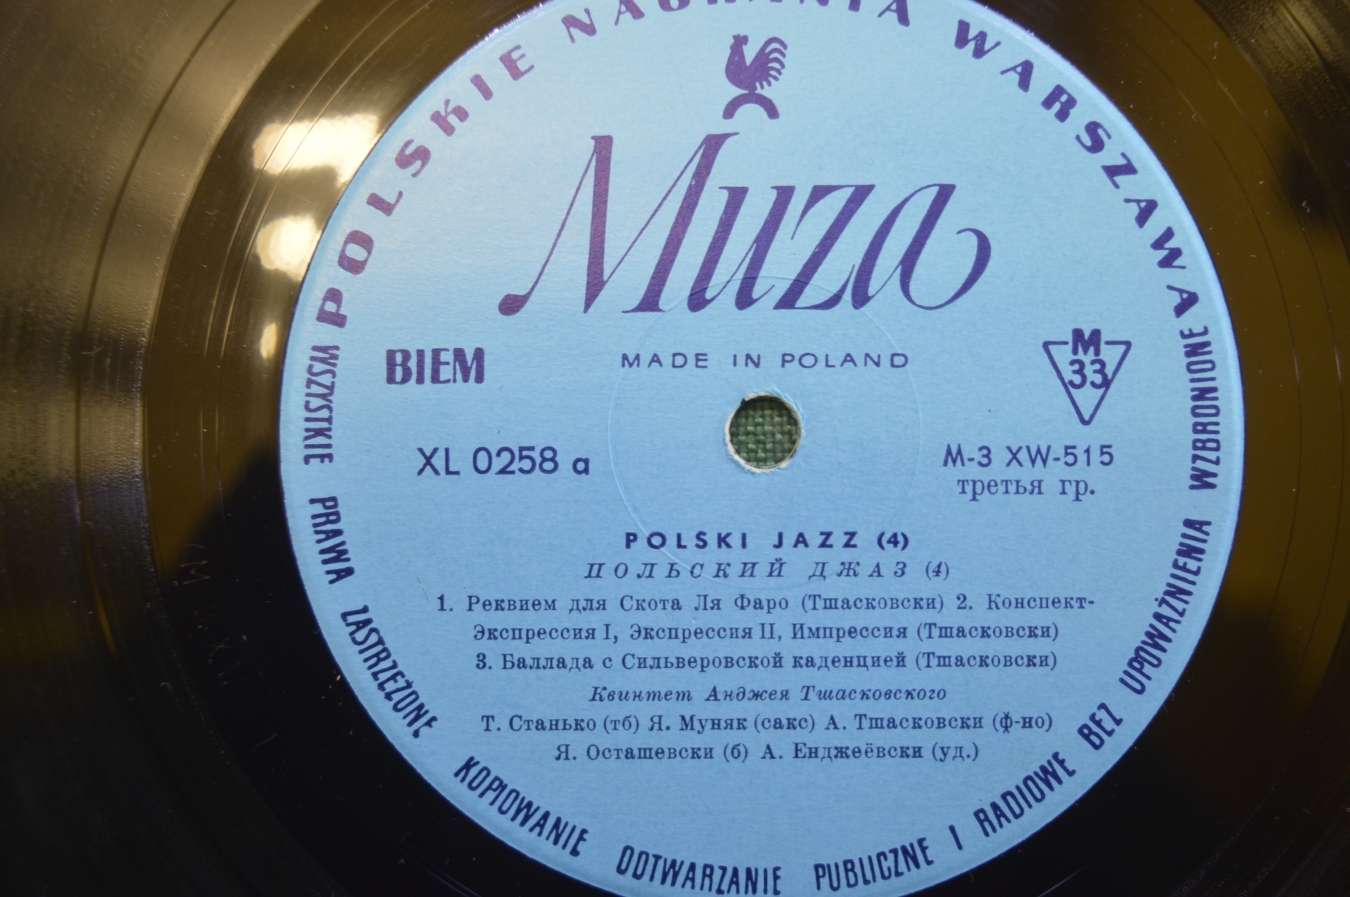 POLSKIE NAGRANIA WARSZAWA
Muza
BIEM
MADE IN POLAND
M
33
XL 0258 a
M-3 XW-515
третья гр.
POLSKI JAZZ (4)
ПОЛЬСКИЙ ДЖАЗ (4)
1. Реквием для Скота Ля Фаро (Тшасковски) 2. Конспект-
Экспрессия I, Экспрессия II, Импрессия (Тшасковски)
3. Баллада с Сильверовской каденцией (Тшасковски)
Квинтет Анджея Тшасковского
Т. Станько (тб) Я. Муняк (сакс) А. Тшасковски (ф-но)
Я. Осташевски (б) А. Енджеёвски (уд.)
WSZYSTKIE PRAWA ZASTRZEŻONE KOPIOWANIE ODTWARZANIE PUBLICZNE I RADIOWE BEZ UPOWAŻNIENIA WZBRONIONE